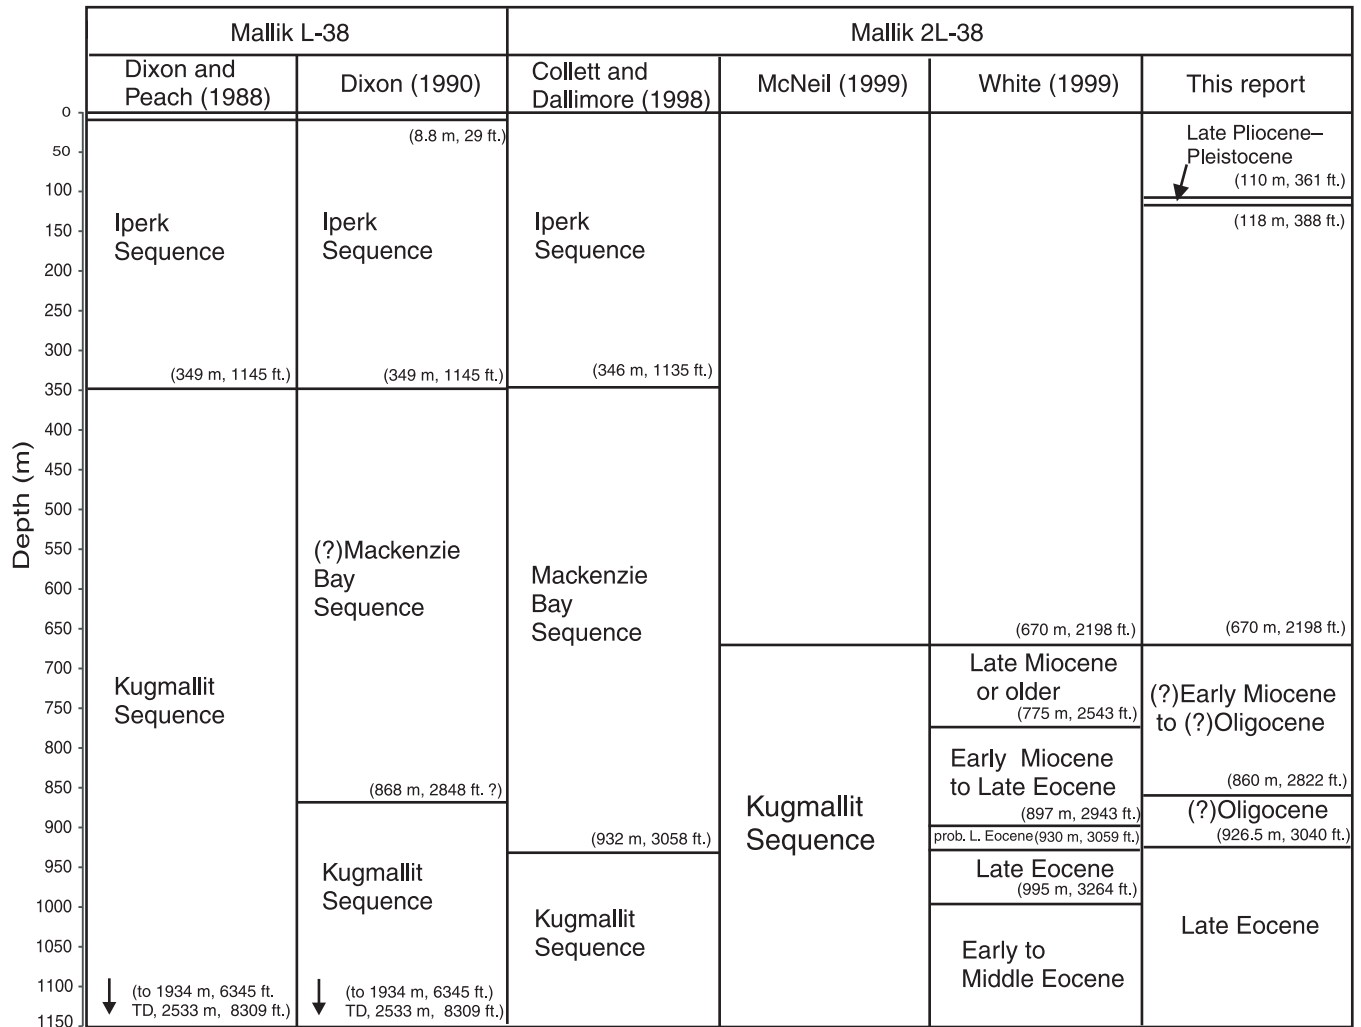 Mallik L-38
Mallik 2L-38
Dixon and
Peach (1988)
Dixon (1990)
Collett and
Dallimore (1998)
McNeil (1999)
White (1999)
This report
Depth (m)
0
50
100
150
200
250
300
350
400
450
500
550
600
650
700
750
800
850
900
950
1000
1050
1100
1150
Iperk
Sequence
(349 m, 1145 ft.)
Kugmallit
Sequence
(to 1934 m, 6345 ft.
TD, 2533 m, 8309 ft.)
(8.8 m, 29 ft.)
Iperk
Sequence
(349 m, 1145 ft.)
(?)Mackenzie
Bay
Sequence
(868 m, 2848 ft. ?)
Kugmallit
Sequence
(to 1934 m, 6345 ft.)
TD, 2533 m, 8309 ft.)
Iperk
Sequence
(346 m, 1135 ft.)
Mackenzie
Bay
Sequence
(932 m, 3058 ft.)
Kugmallit
Sequence
Kugmallit
Sequence
(670 m, 2198 ft.)
Late Miocene
or older
(775 m, 2543 ft.)
Early Miocene
to Late Eocene
(897 m, 2943 ft.)
prob. L. Eocene (930 m, 3059 ft.)
Late Eocene
(995 m, 3264 ft.)
Early to
Middle Eocene
Late Pliocene–
Pleistocene
(110 m, 361 ft.)
(118 m, 388 ft.)
(670 m, 2198 ft.)
(?)Early Miocene
to (?)Oligocene
(860 m, 2822 ft.)
(?)Oligocene
(926.5 m, 3040 ft.)
Late Eocene